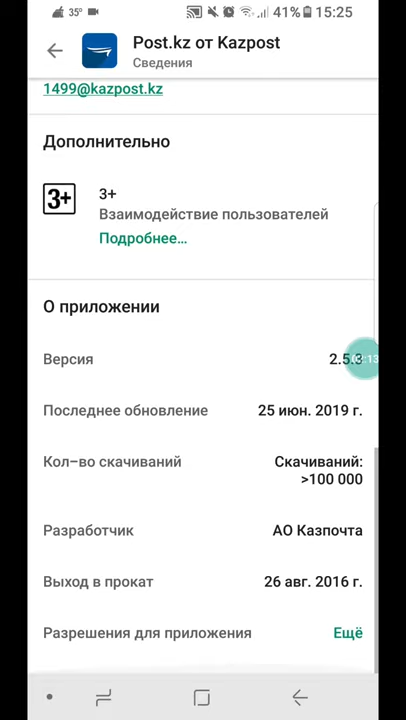 35° 41% 15:25
Post.kz от Kazpost
Сведения
1499@kazpost.kz
Дополнительно
3+ 3+
Взаимодействие пользователей
Подробнее...
О приложении
Версия 2.5.3
Последнее обновление 25 июн. 2019 г.
Кол-во скачиваний Скачиваний:
>100 000
Разработчик АО Казпочта
Выход в прокат 26 авг. 2016 г.
Разрешения для приложения Ещё